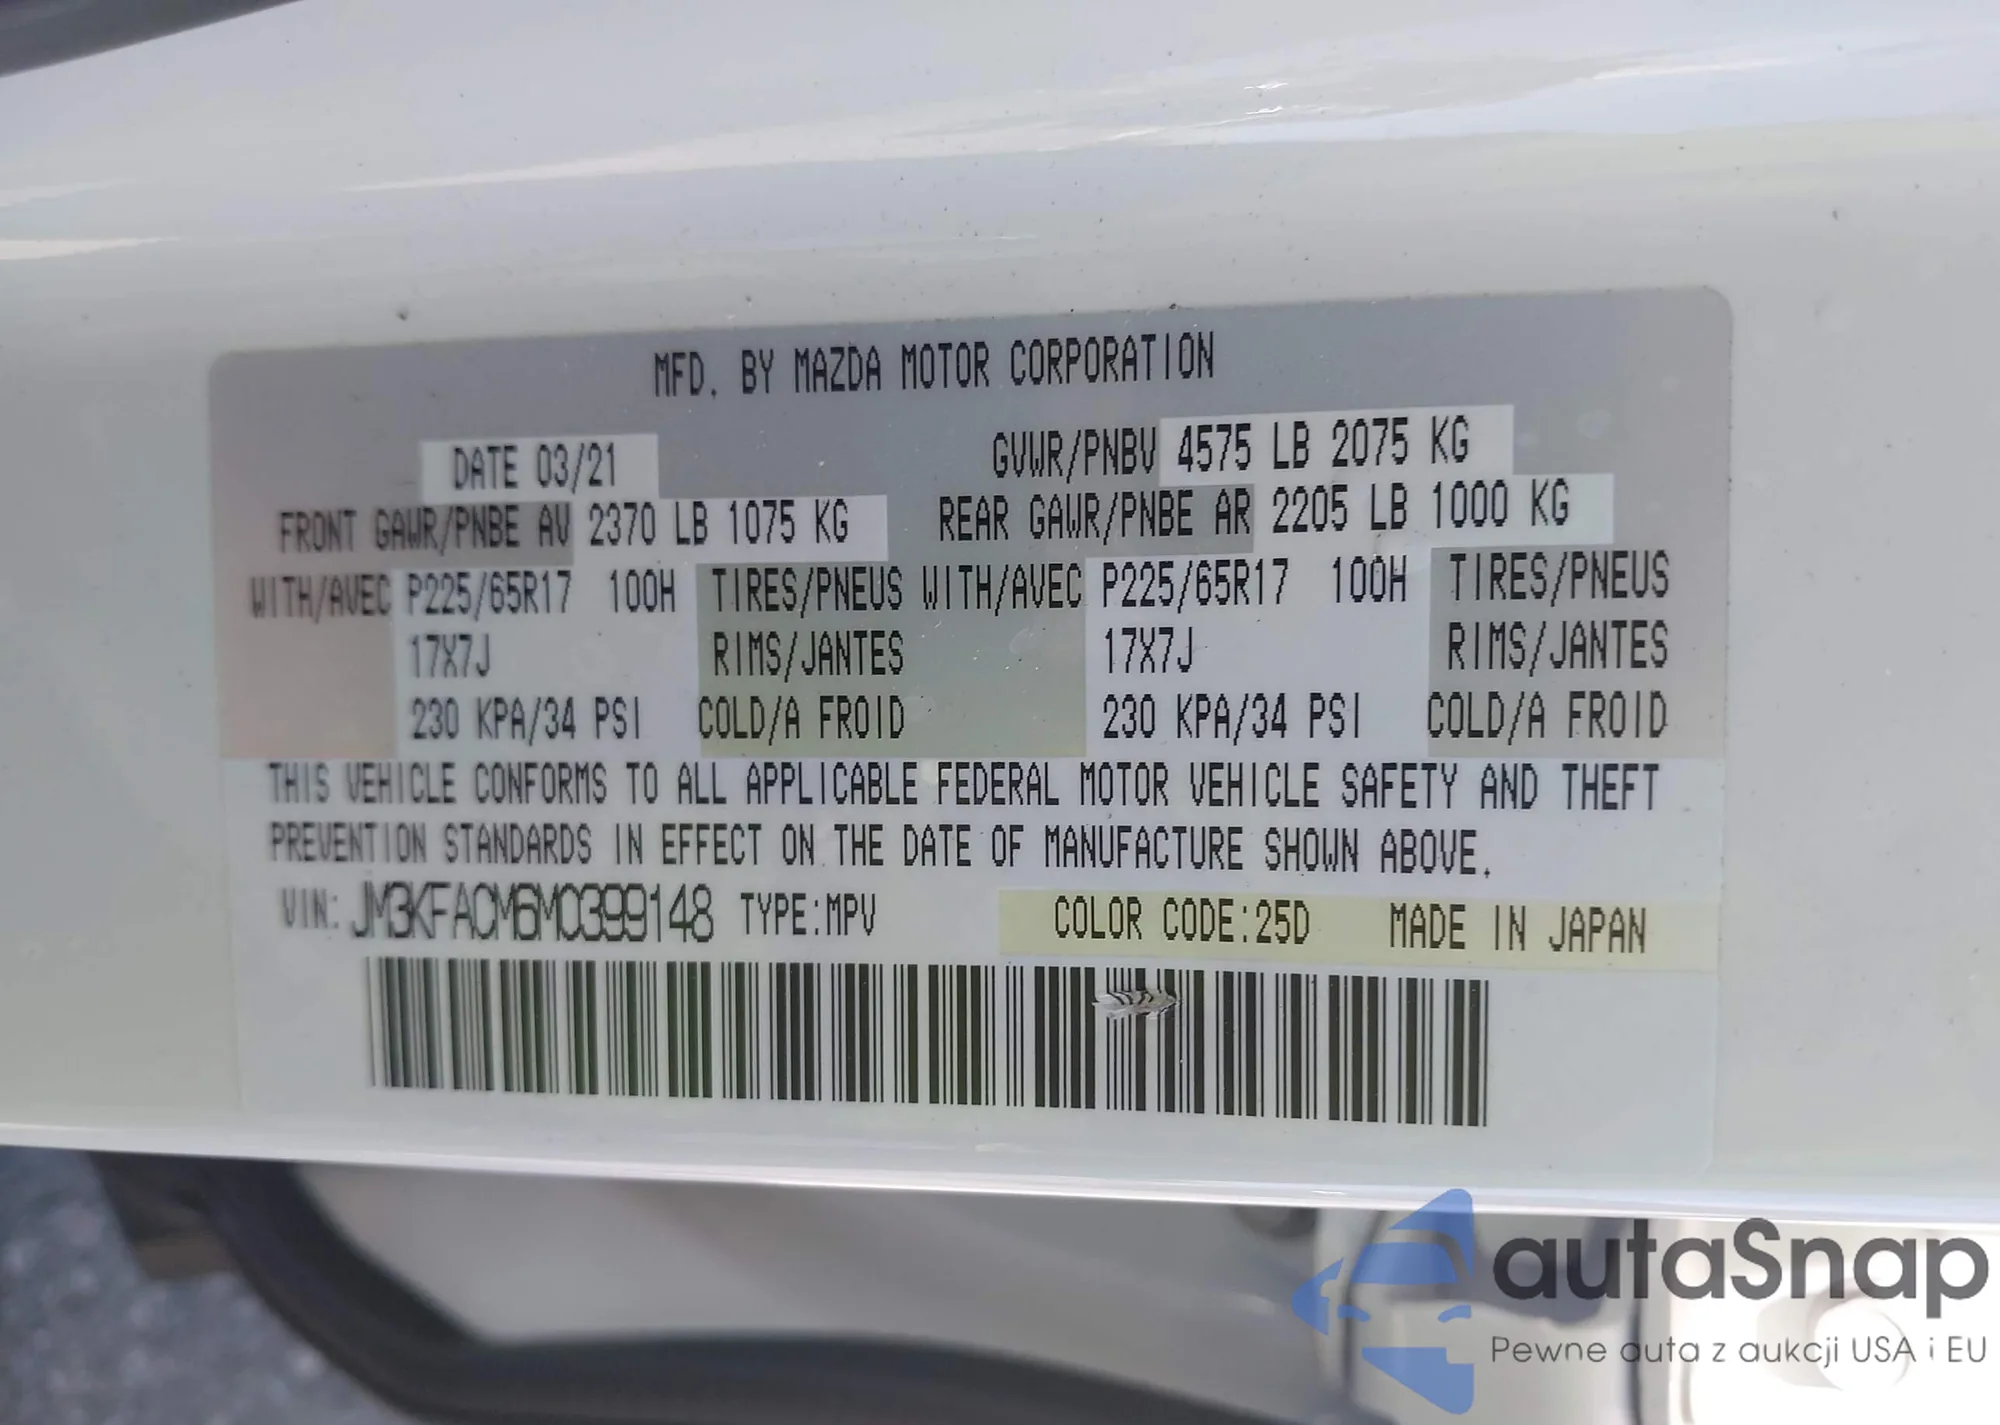 MFD. BY MAZDA MOTOR CORPORATION
DATE 03/21 GVWR/PNBV 4575 LB 2075 KG
FRONT GAWR/PNBE AV 2370 LB 1075 KG REAR GAWR/PNBE AR 2205 LB 1000 KG
WITH/AVEC P225/65R17 100H TIRES/PNEUS WITH/AVEC P225/65R17 100H TIRES/PNEUS
17X7J RIMS/JANTES 17X7J RIMS/JANTES
230 KPA/34 PSI COLD/A FROID 230 KPA/34 PSI COLD/A FROID
THIS VEHICLE CONFORMS TO ALL APPLICABLE FEDERAL MOTOR VEHICLE SAFETY AND THEFT
PREVENTION STANDARDS IN EFFECT ON THE DATE OF MANUFACTURE SHOWN ABOVE.
VIN: JM3KFACM6M0399148 TYPE:MPV COLOR CODE:25D MADE IN JAPAN
autaSnap
Pewne auta z aukcji USA i EU